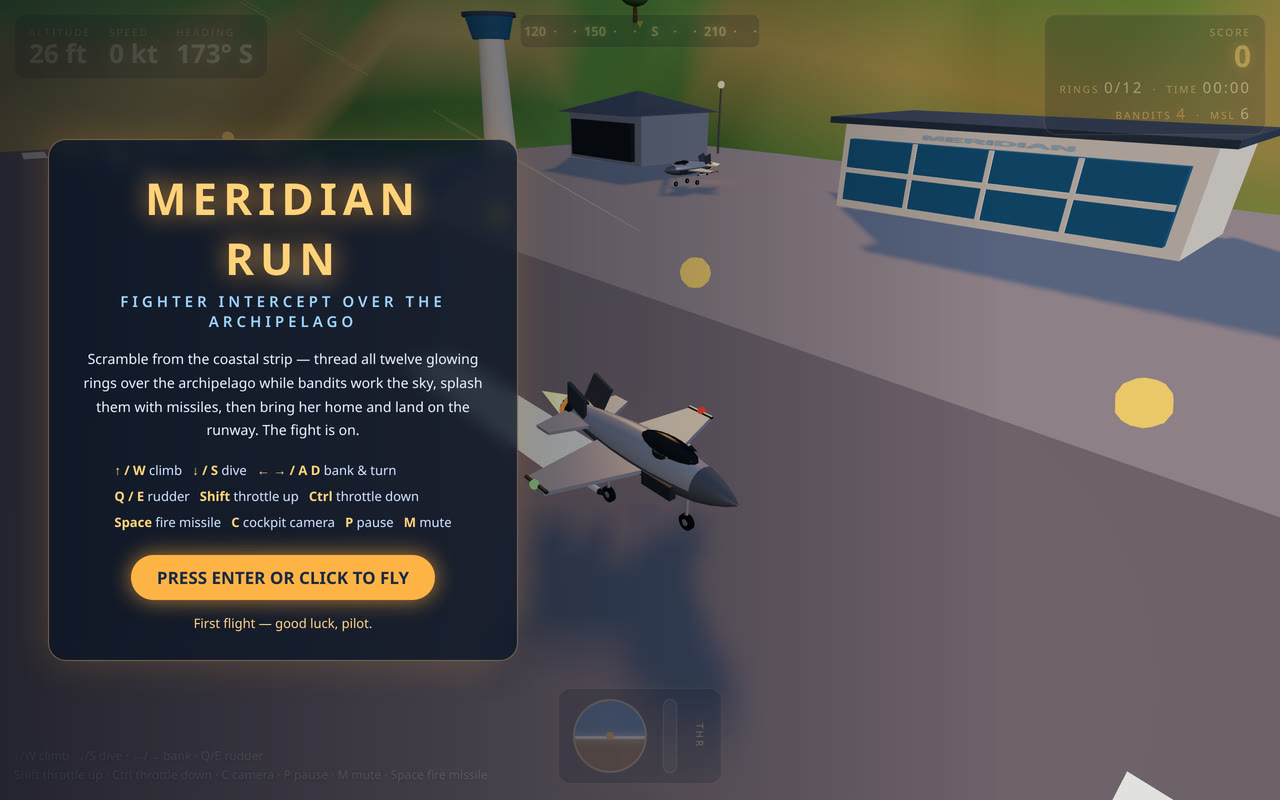 ALTITUDE SPEED HEADING
26 ft 0 kt 173° S
120 · · 150 · · S · · 210 · ·
SCORE
0
RINGS 0/12 · TIME 00:00
BANDITS 4 · MSL 6
MERIDIAN
MERIDIAN
RUN
FIGHTER INTERCEPT OVER THE
ARCHIPELAGO
Scramble from the coastal strip — thread all twelve glowing
rings over the archipelago while bandits work the sky, splash
them with missiles, then bring her home and land on the
runway. The fight is on.
↑ / W climb ↓ / S dive ← → / A D bank & turn
Q / E rudder Shift throttle up Ctrl throttle down
Space fire missile C cockpit camera P pause M mute
PRESS ENTER OR CLICK TO FLY
First flight — good luck, pilot.
THR
↑/W climb · ↓/S dive · ←/→ bank · Q/E rudder
Shift throttle up · Ctrl throttle down · C camera · P pause · M mute · Space fire missile